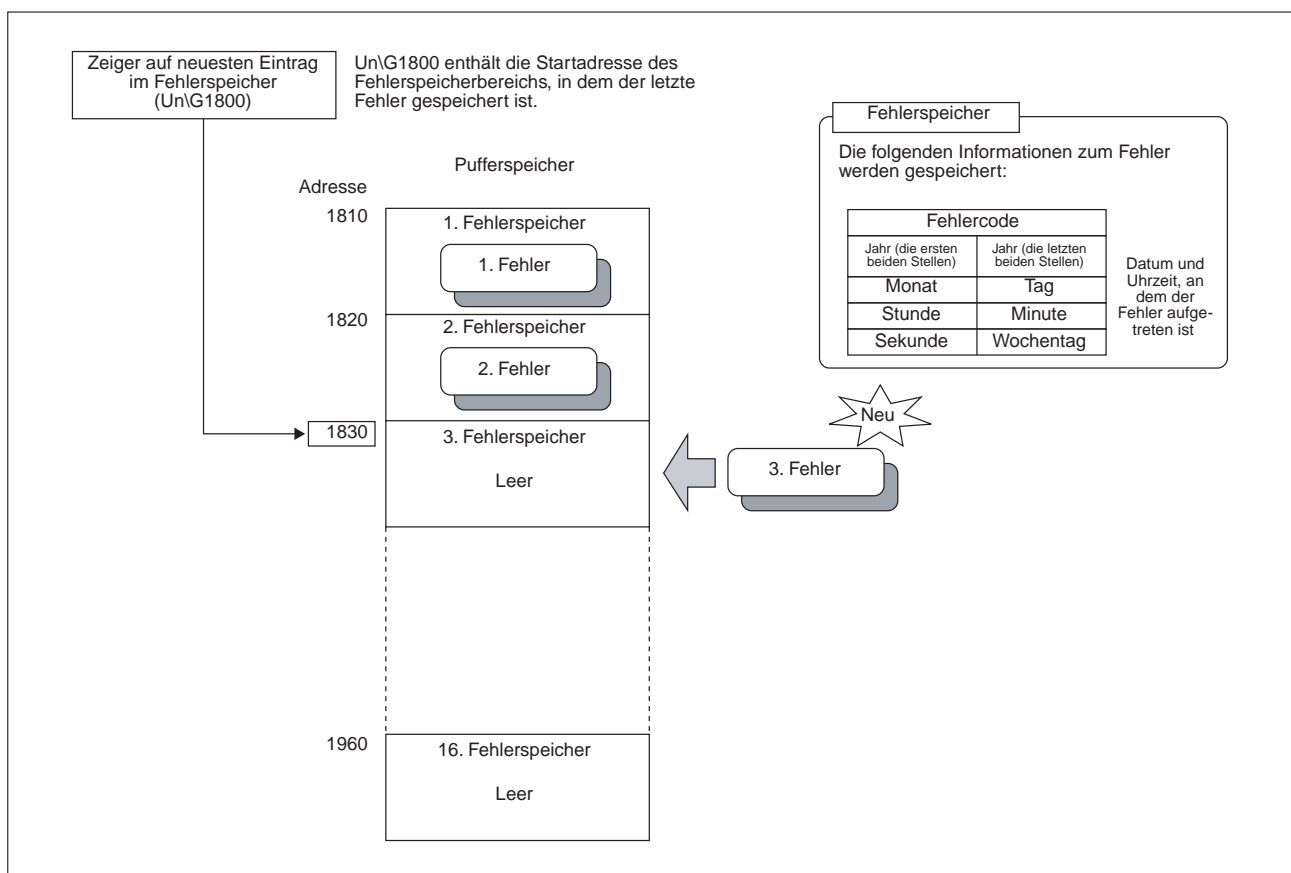 Zeiger auf neuesten Eintrag
im Fehlerspeicher
(Un\G1800)
Un\G1800 enthält die Startadresse des
Fehlerspeicherbereichs, in dem der letzte
Fehler gespeichert ist.
Fehlerspeicher
Die folgenden Informationen zum Fehler
werden gespeichert:
Fehlercode
Jahr (die ersten
beiden Stellen)
Jahr (die letzten
beiden Stellen)
Monat
Tag
Stunde
Minute
Sekunde
Wochentag
Datum und
Uhrzeit, an
dem der
Fehler aufge-
treten ist
Pufferspeicher
Adresse
1810
1. Fehlerspeicher
1. Fehler
1820
2. Fehlerspeicher
2. Fehler
1830
3. Fehlerspeicher
Leer
Neu
3. Fehler
1960
16. Fehlerspeicher
Leer